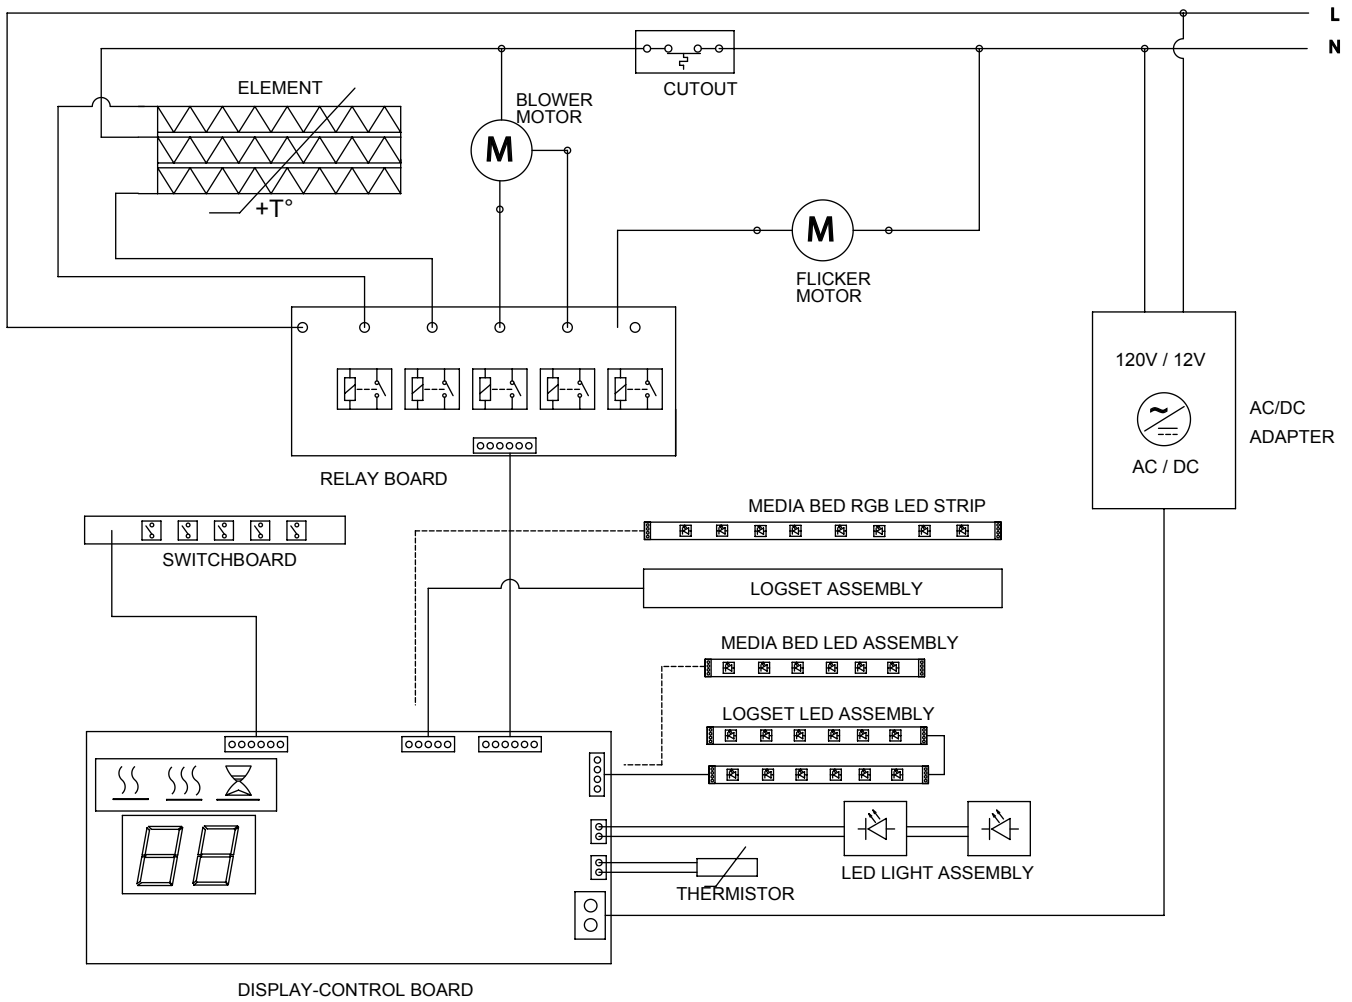 L
N
ELEMENT
CUTOUT
BLOWER
MOTOR
M
+T°
M
FLICKER
MOTOR
120V / 12V
AC/DC
ADAPTER
AC / DC
RELAY BOARD
MEDIA BED RGB LED STRIP
SWITCHBOARD
LOGSET ASSEMBLY
MEDIA BED LED ASSEMBLY
LOGSET LED ASSEMBLY
88
LED LIGHT ASSEMBLY
THERMISTOR
DISPLAY-CONTROL BOARD